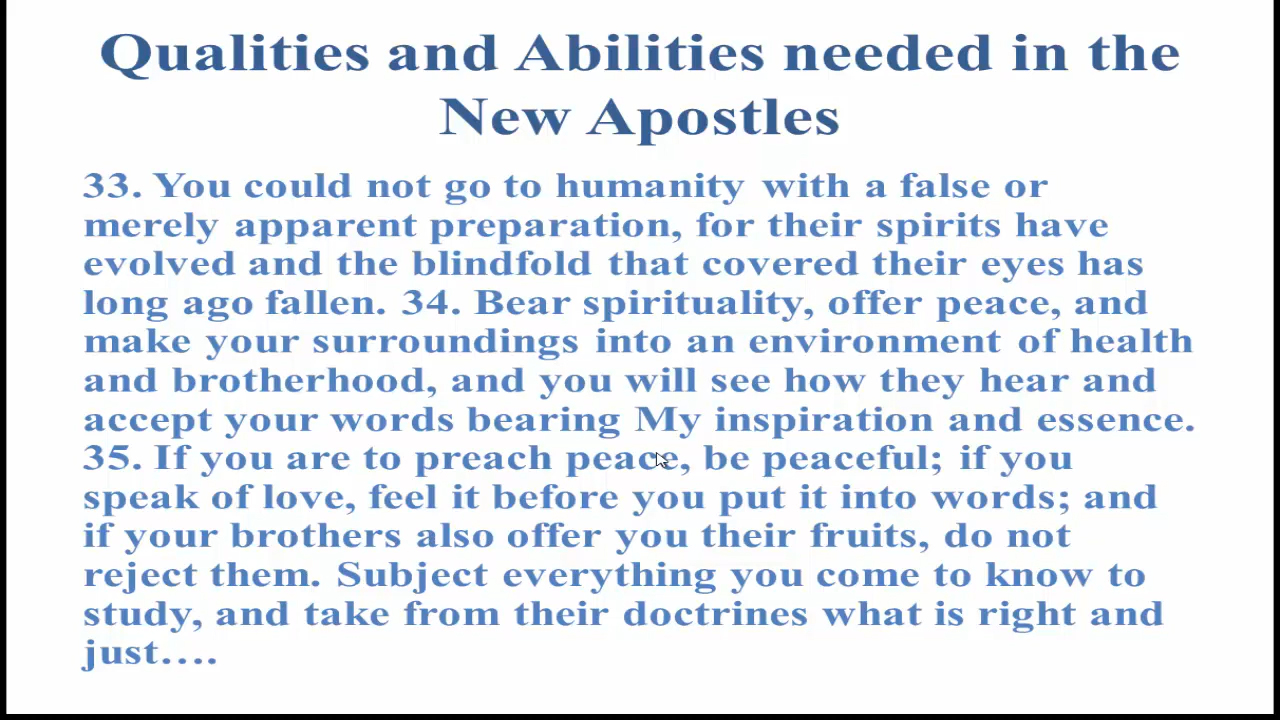 Qualities and Abilities needed in the
New Apostles
33. You could not go to humanity with a false or
merely apparent preparation, for their spirits have
evolved and the blindfold that covered their eyes has
long ago fallen. 34. Bear spirituality, offer peace, and
make your surroundings into an environment of health
and brotherhood, and you will see how they hear and
accept your words bearing My inspiration and essence.
35. If you are to preach peace, be peaceful; if you
speak of love, feel it before you put it into words; and
if your brothers also offer you their fruits, do not
reject them. Subject everything you come to know to
study, and take from their doctrines what is right and
just….